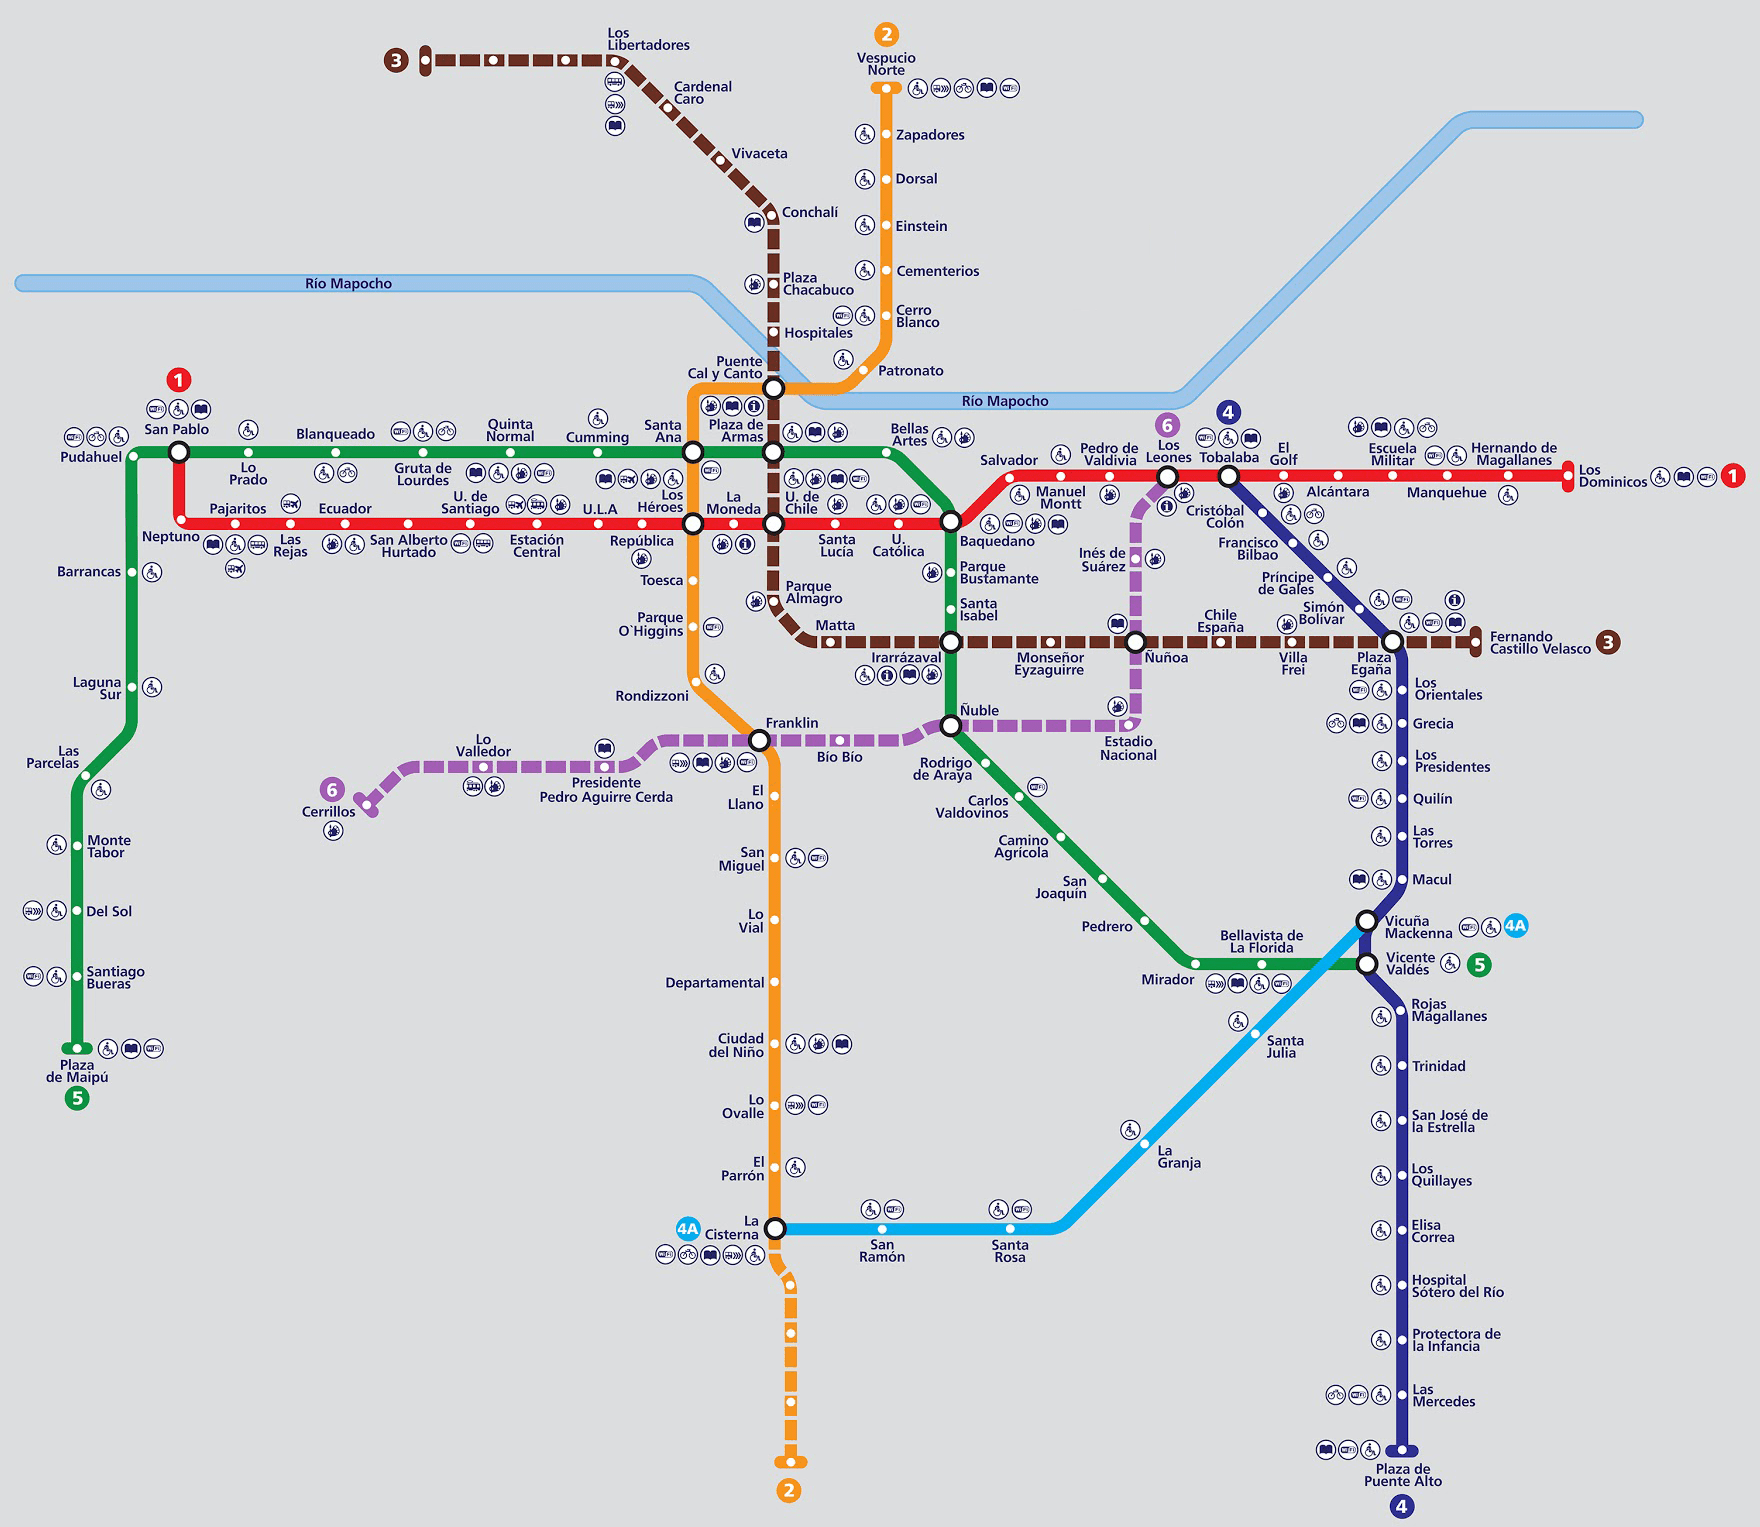 Los
Libertadores
3
2
Vespucio
Norte
Cardenal
Caro
Zapadores
Vivaceta
Dorsal
Conchalí
Einstein
Cementerios
Plaza
Chacabuco
Río Mapocho
Cerro
Blanco
Hospitales
Puente
Cal y Canto
Patronato
1
Río Mapocho
San Pablo
6
4
Los
Leones
Tobalaba
El
Golf
Escuela
Militar
Hernando de
Magallanes
Pudahuel
Lo
Prado
Blanqueado
Gruta de
Lourdes
Quinta
Normal
Cumming
Santa
Ana
Plaza de
Armas
Bellas
Artes
Salvador
Manuel
Montt
Pedro de
Valdivia
Alcántara
Manquehue
Los
Dominicos
1
Neptuno
Pajaritos
Las
Rejas
Ecuador
San Alberto
Hurtado
U. de
Santiago
Estación
Central
U.L.A
República
Los
Héroes
La
Moneda
U. de
Chile
Santa
Lucía
U.
Católica
Baquedano
Cristóbal
Colón
Francisco
Bilbao
Príncipe
de Gales
Simón
Bolívar
Plaza
Egaña
Inés de
Suárez
Barrancas
Toesca
Parque
O`Higgins
Parque
Almagro
Parque
Bustamante
Santa
Isabel
Matta
Irarrázaval
Monseñor
Eyzaguirre
Ñuñoa
Chile
España
Villa
Frei
Fernando
Castillo Velasco
3
Laguna
Sur
Rondizzoni
Los
Orientales
Las
Parcelas
Lo
Valledor
Presidente
Pedro Aguirre Cerda
Franklin
Bío Bío
Ñuble
Estadio
Nacional
Grecia
6
Cerrillos
El
Llano
Rodrigo
de Araya
Los
Presidentes
Carlos
Valdovinos
Quilín
Monte
Tabor
San
Miguel
Camino
Agrícola
Las
Torres
San
Joaquín
Macul
Del Sol
Lo
Vial
Pedrero
Bellavista de
La Florida
Vicuña
Mackenna
4A
Santiago
Bueras
Departamental
Mirador
Vicente
Valdés
5
Plaza
de Maipú
5
Ciudad
del Niño
Santa
Julia
Rojas
Magallanes
Trinidad
Lo
Ovalle
San José de
la Estrella
El
Parrón
La
Granja
Los
Quillayes
4A
La
Cisterna
San
Ramón
Santa
Rosa
Elisa
Correa
Hospital
Sótero del Río
Protectora de
la Infancia
Las
Mercedes
2
Plaza de
Puente Alto
4